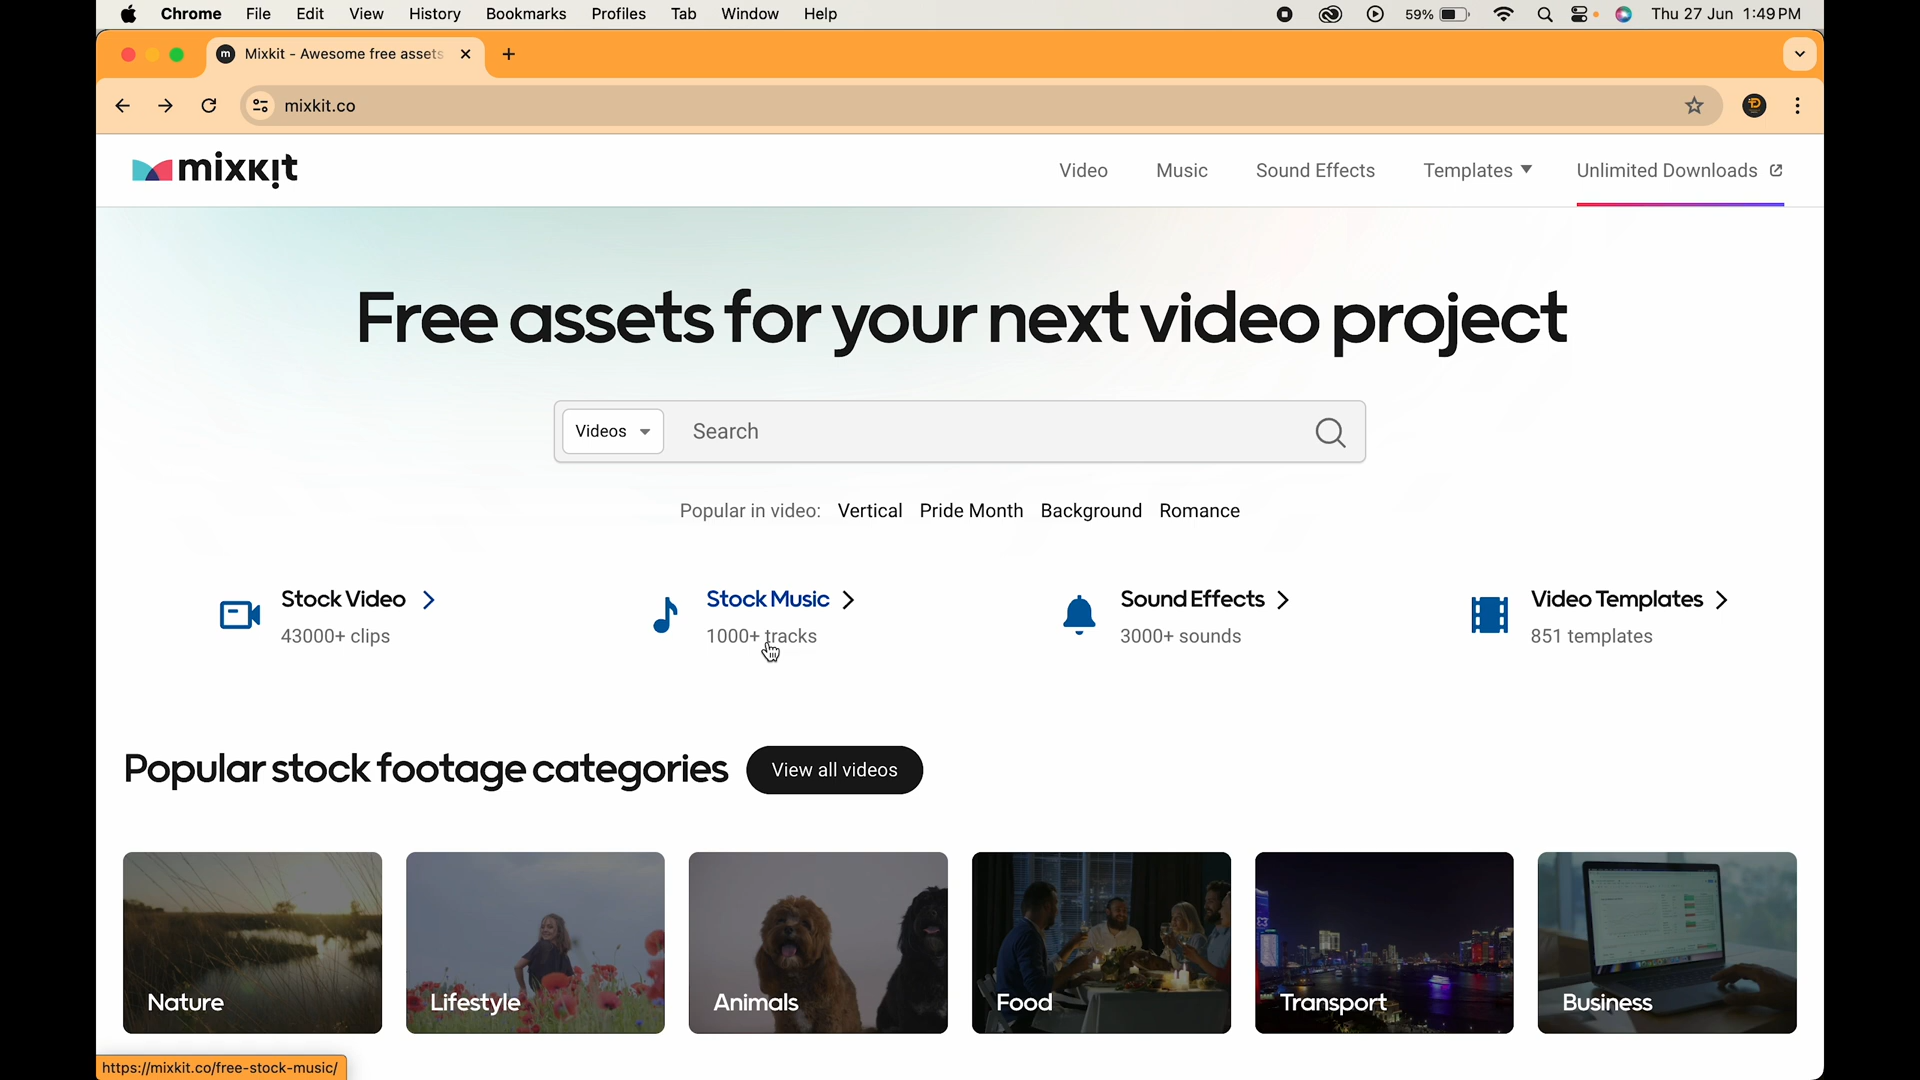 Chrome File Edit View History Bookmarks Profiles Tab Window Help 59% Thu 27 Jun 1:49 PM
Mixkit - Awesome free assets
mixkit.co
mixkit Video Music Sound Effects Templates Unlimited Downloads
Free assets for your next video project
Videos Search
Popular in video: Vertical Pride Month Background Romance
Stock Video Stock Music Sound Effects Video Templates
43000+ clips 1000+ tracks 3000+ sounds 851 templates
Popular stock footage categories View all videos
Nature Lifestyle Animals Food Transport Business
https://mixkit.co/free-stock-music/